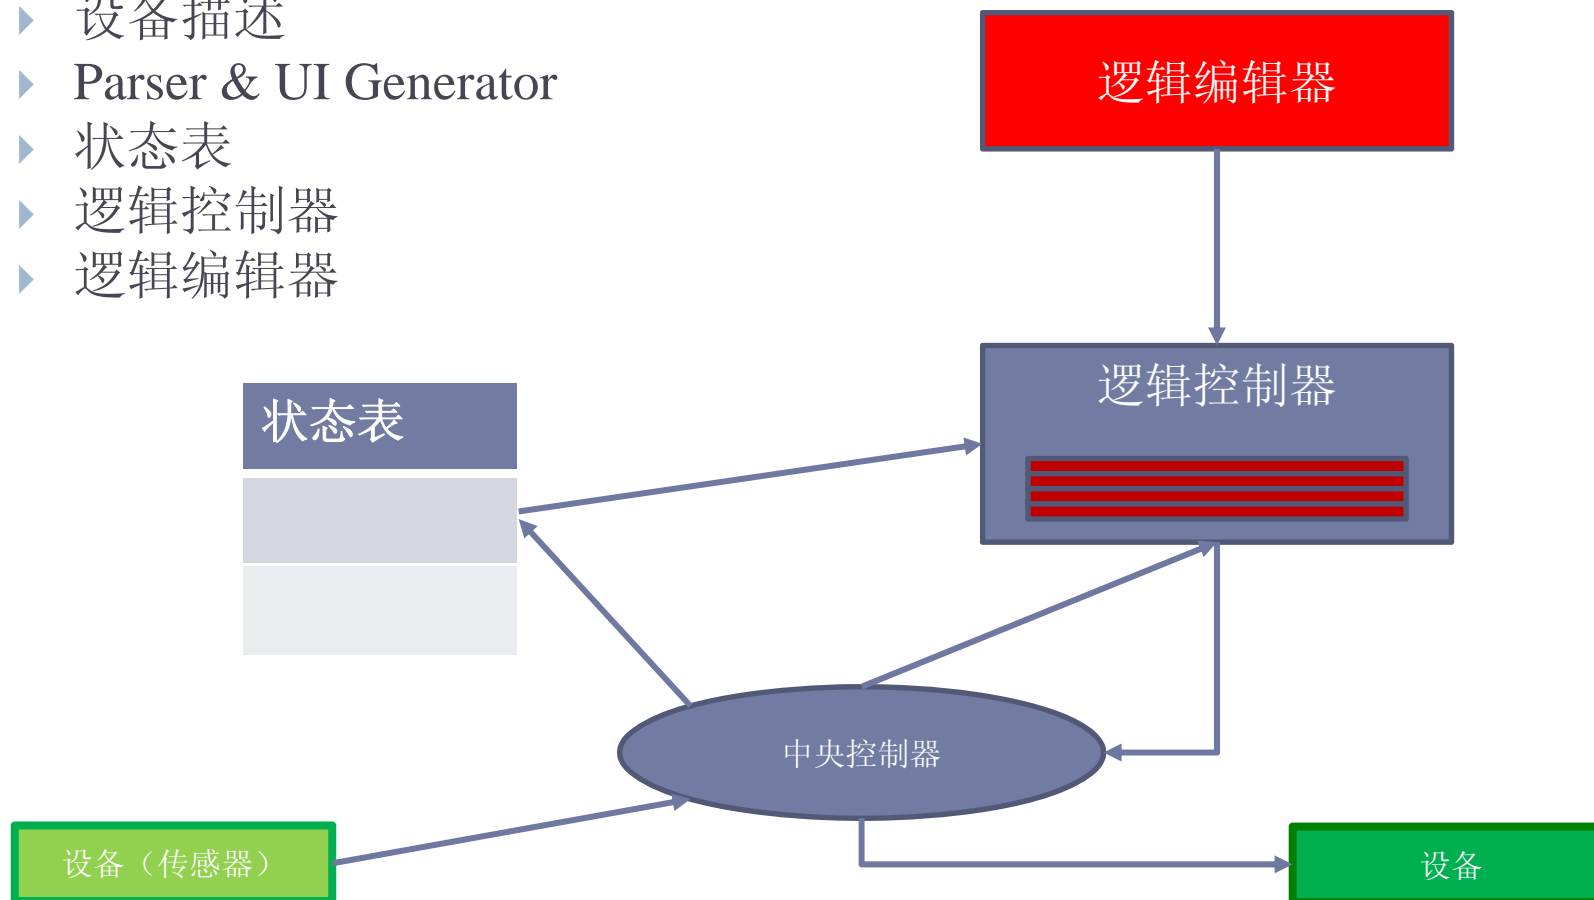 设备描述
Parser & UI Generator
状态表
逻辑控制器
逻辑编辑器
逻辑编辑器
逻辑控制器
状态表
中央控制器
设备（传感器）
设备